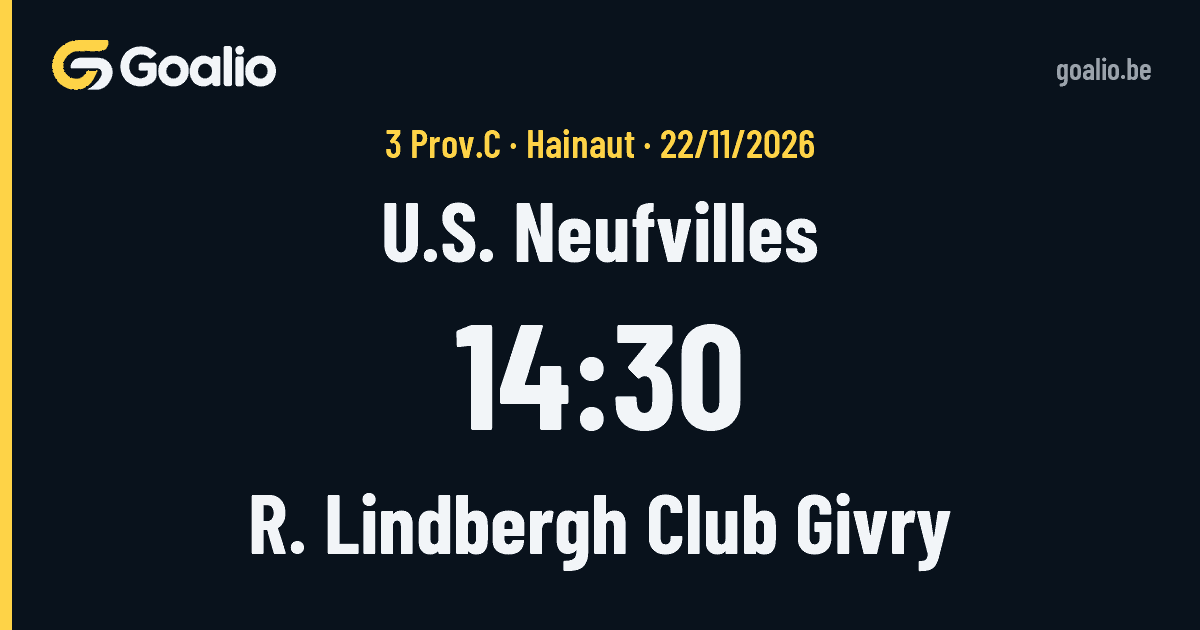 Goalio
goalio.be
3 Prov.C · Hainaut · 22/11/2026
U.S. Neufvilles
14:30
R. Lindbergh Club Givry